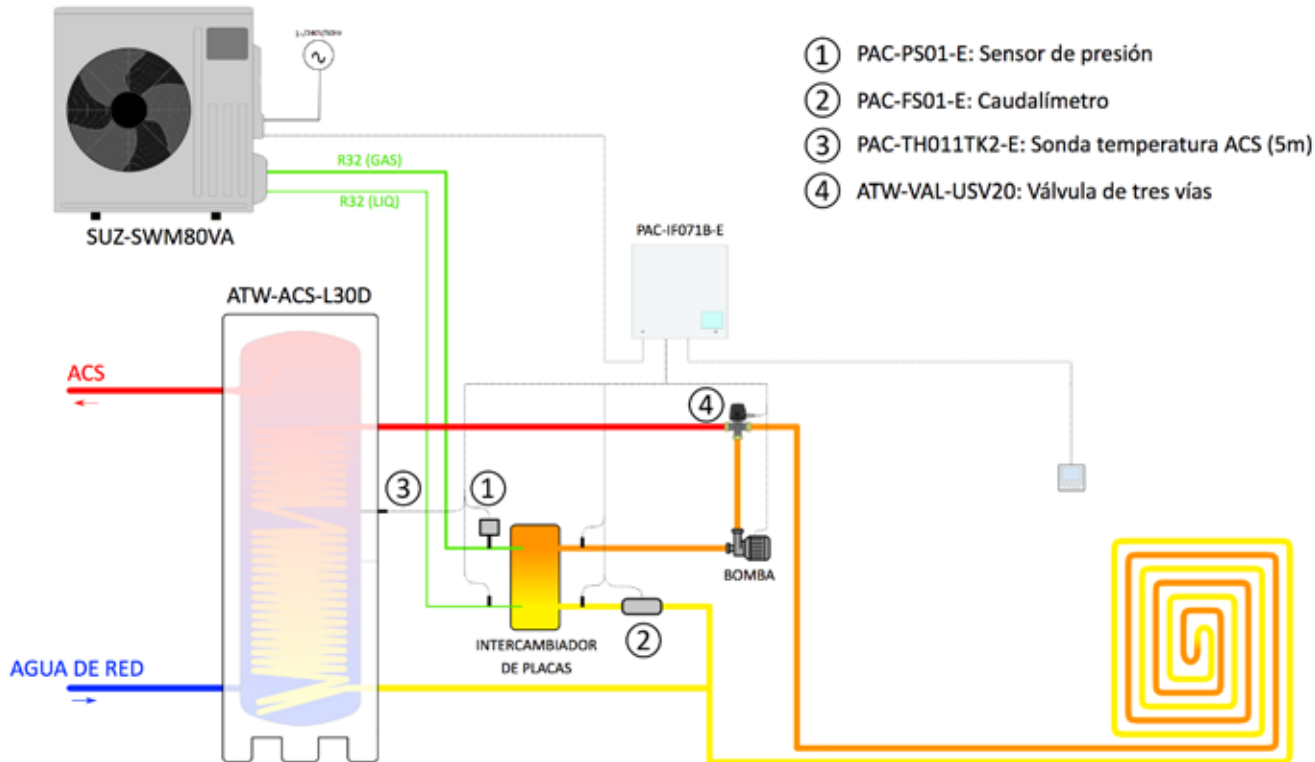 1 PAC-PS01-E: Sensor de presión
2 PAC-FS01-E: Caudalímetro
3 PAC-TH011TK2-E: Sonda temperatura ACS (5m)
4 ATW-VAL-USV20: Válvula de tres vías
R32 (GAS)
R32 (LIQ)
SUZ-SWM80VA
PAC-IF071B-E
ATW-ACS-L30D
ACS
4
3
1
BOMBA
2
INTERCAMBIADOR
DE PLACAS
AGUA DE RED